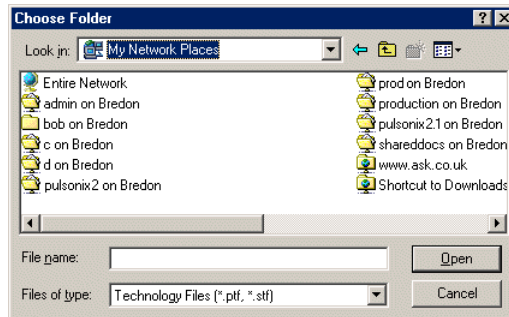 Choose Folder
Look in: My Network Places
Entire Network
admin on Bredon
bob on Bredon
c on Bredon
d on Bredon
pulsonix2 on Bredon
prod on Bredon
production on Bredon
pulsonix2.1 on Bredon
shareddocs on Bredon
www.ask.co.uk
Shortcut to Downloads
File name:
Open
Files of type: Technology Files (*.ptf, *.stf)
Cancel